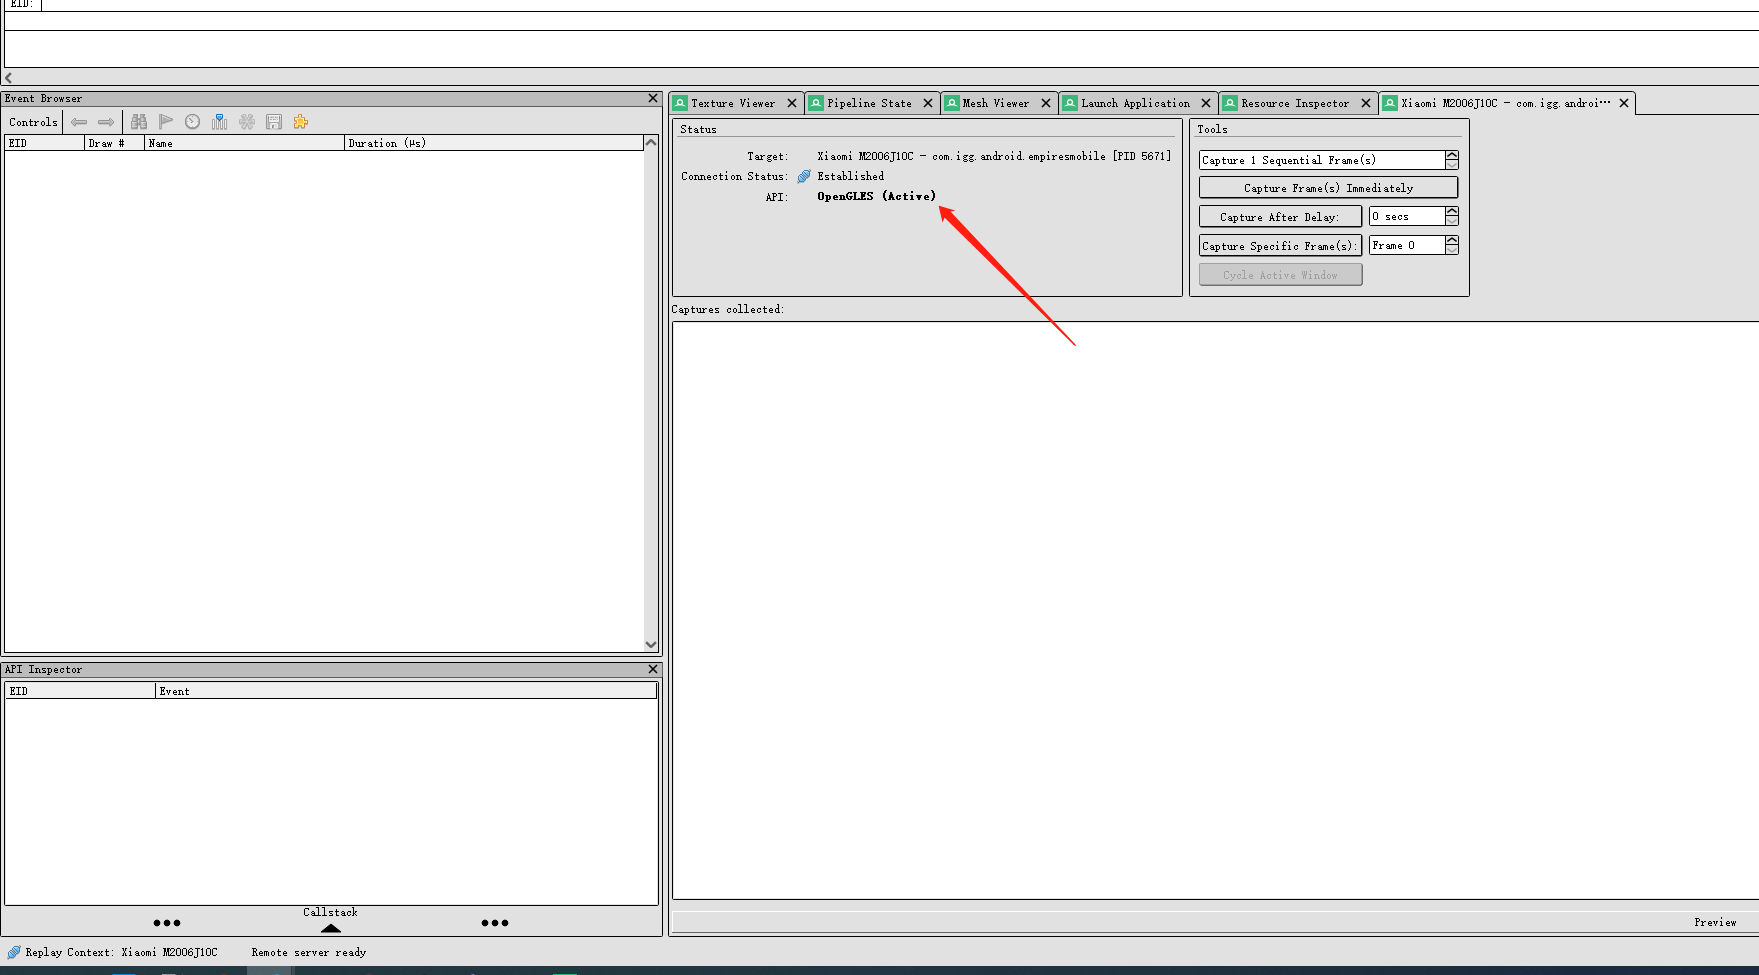 EID:
Event Browser
Controls
EID Draw # Name Duration (µs)
API Inspector
EID Event
Callstack
Texture Viewer Pipeline State Mesh Viewer Launch Application Resource Inspector Xiaomi M2006J10C - com.igg.androi...
Status
Target: Xiaomi M2006J10C - com.igg.android.empiresmobile [PID 5671]
Connection Status: Established
API: OpenGLES (Active)
Tools
Capture 1 Sequential Frame(s)
Capture Frame(s) Immediately
Capture After Delay: 0 secs
Capture Specific Frame(s): Frame 0
Cycle Active Window
Captures collected:
Preview
Replay Context: Xiaomi M2006J10C Remote server ready